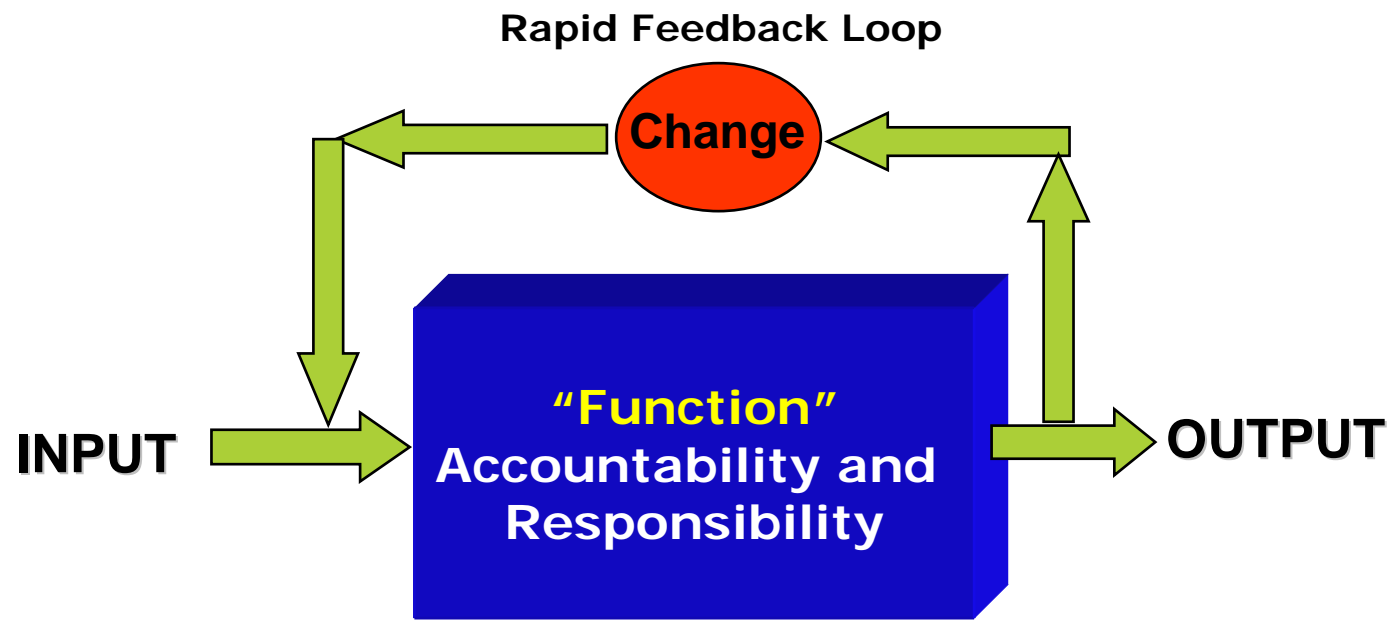 Rapid Feedback Loop
Change
“Function”
Accountability and
Responsibility
INPUT
OUTPUT